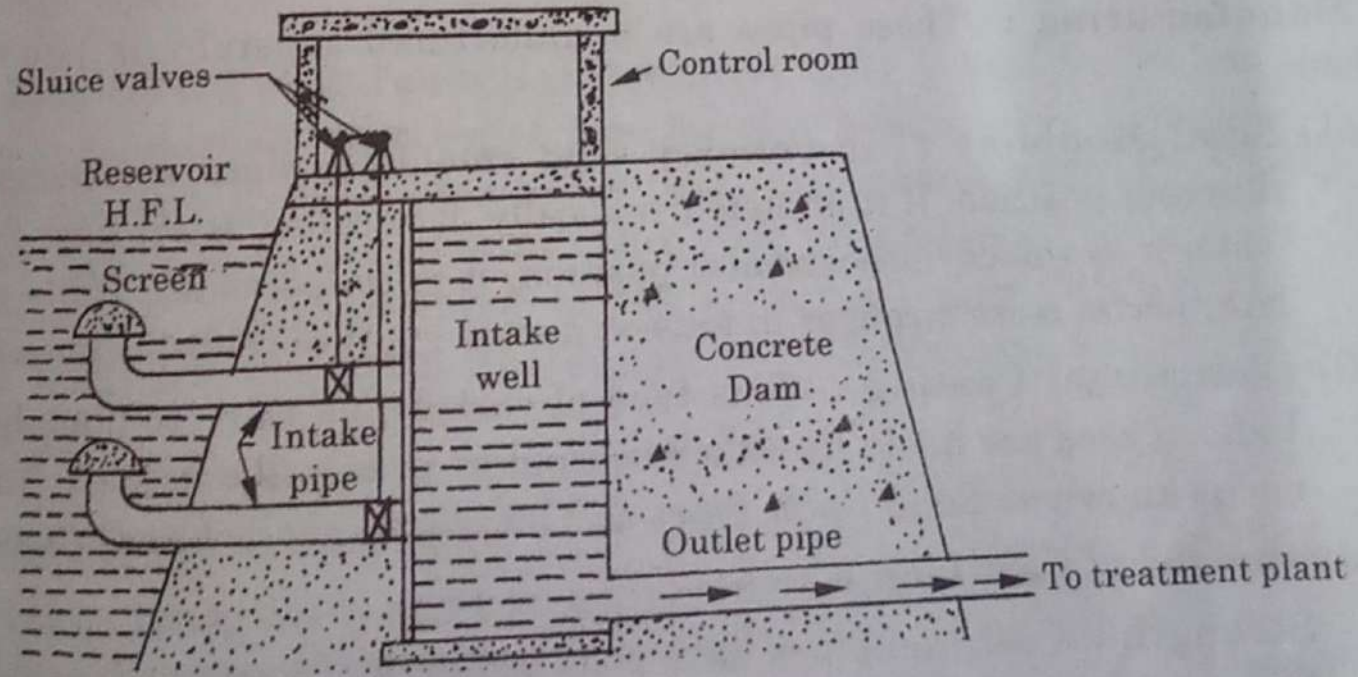 Sluice valves
Control room
Reservoir
H.F.L.
Screen
Intake
well
Concrete
Dam
Intake
pipe
Outlet pipe
To treatment plant